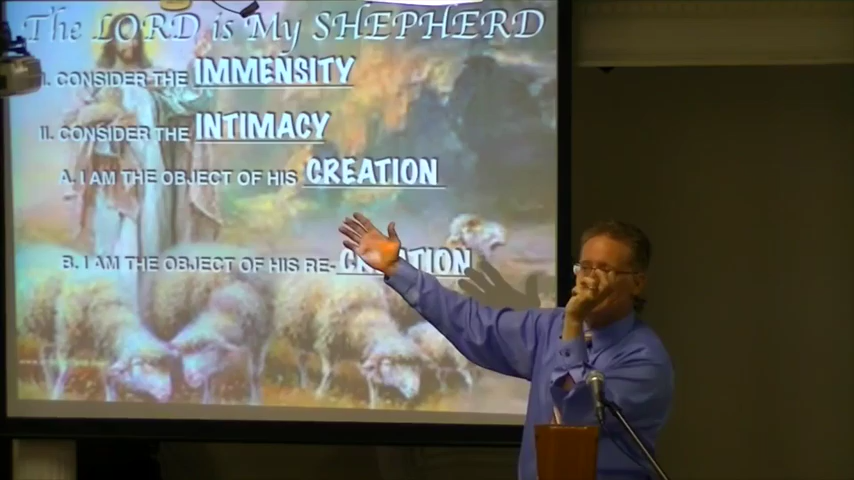 The LORD is My SHEPHERD
I. CONSIDER THE IMMENSITY
II. CONSIDER THE INTIMACY
A. I AM THE OBJECT OF HIS CREATION
B. I AM THE OBJECT OF HIS RE-CREATION